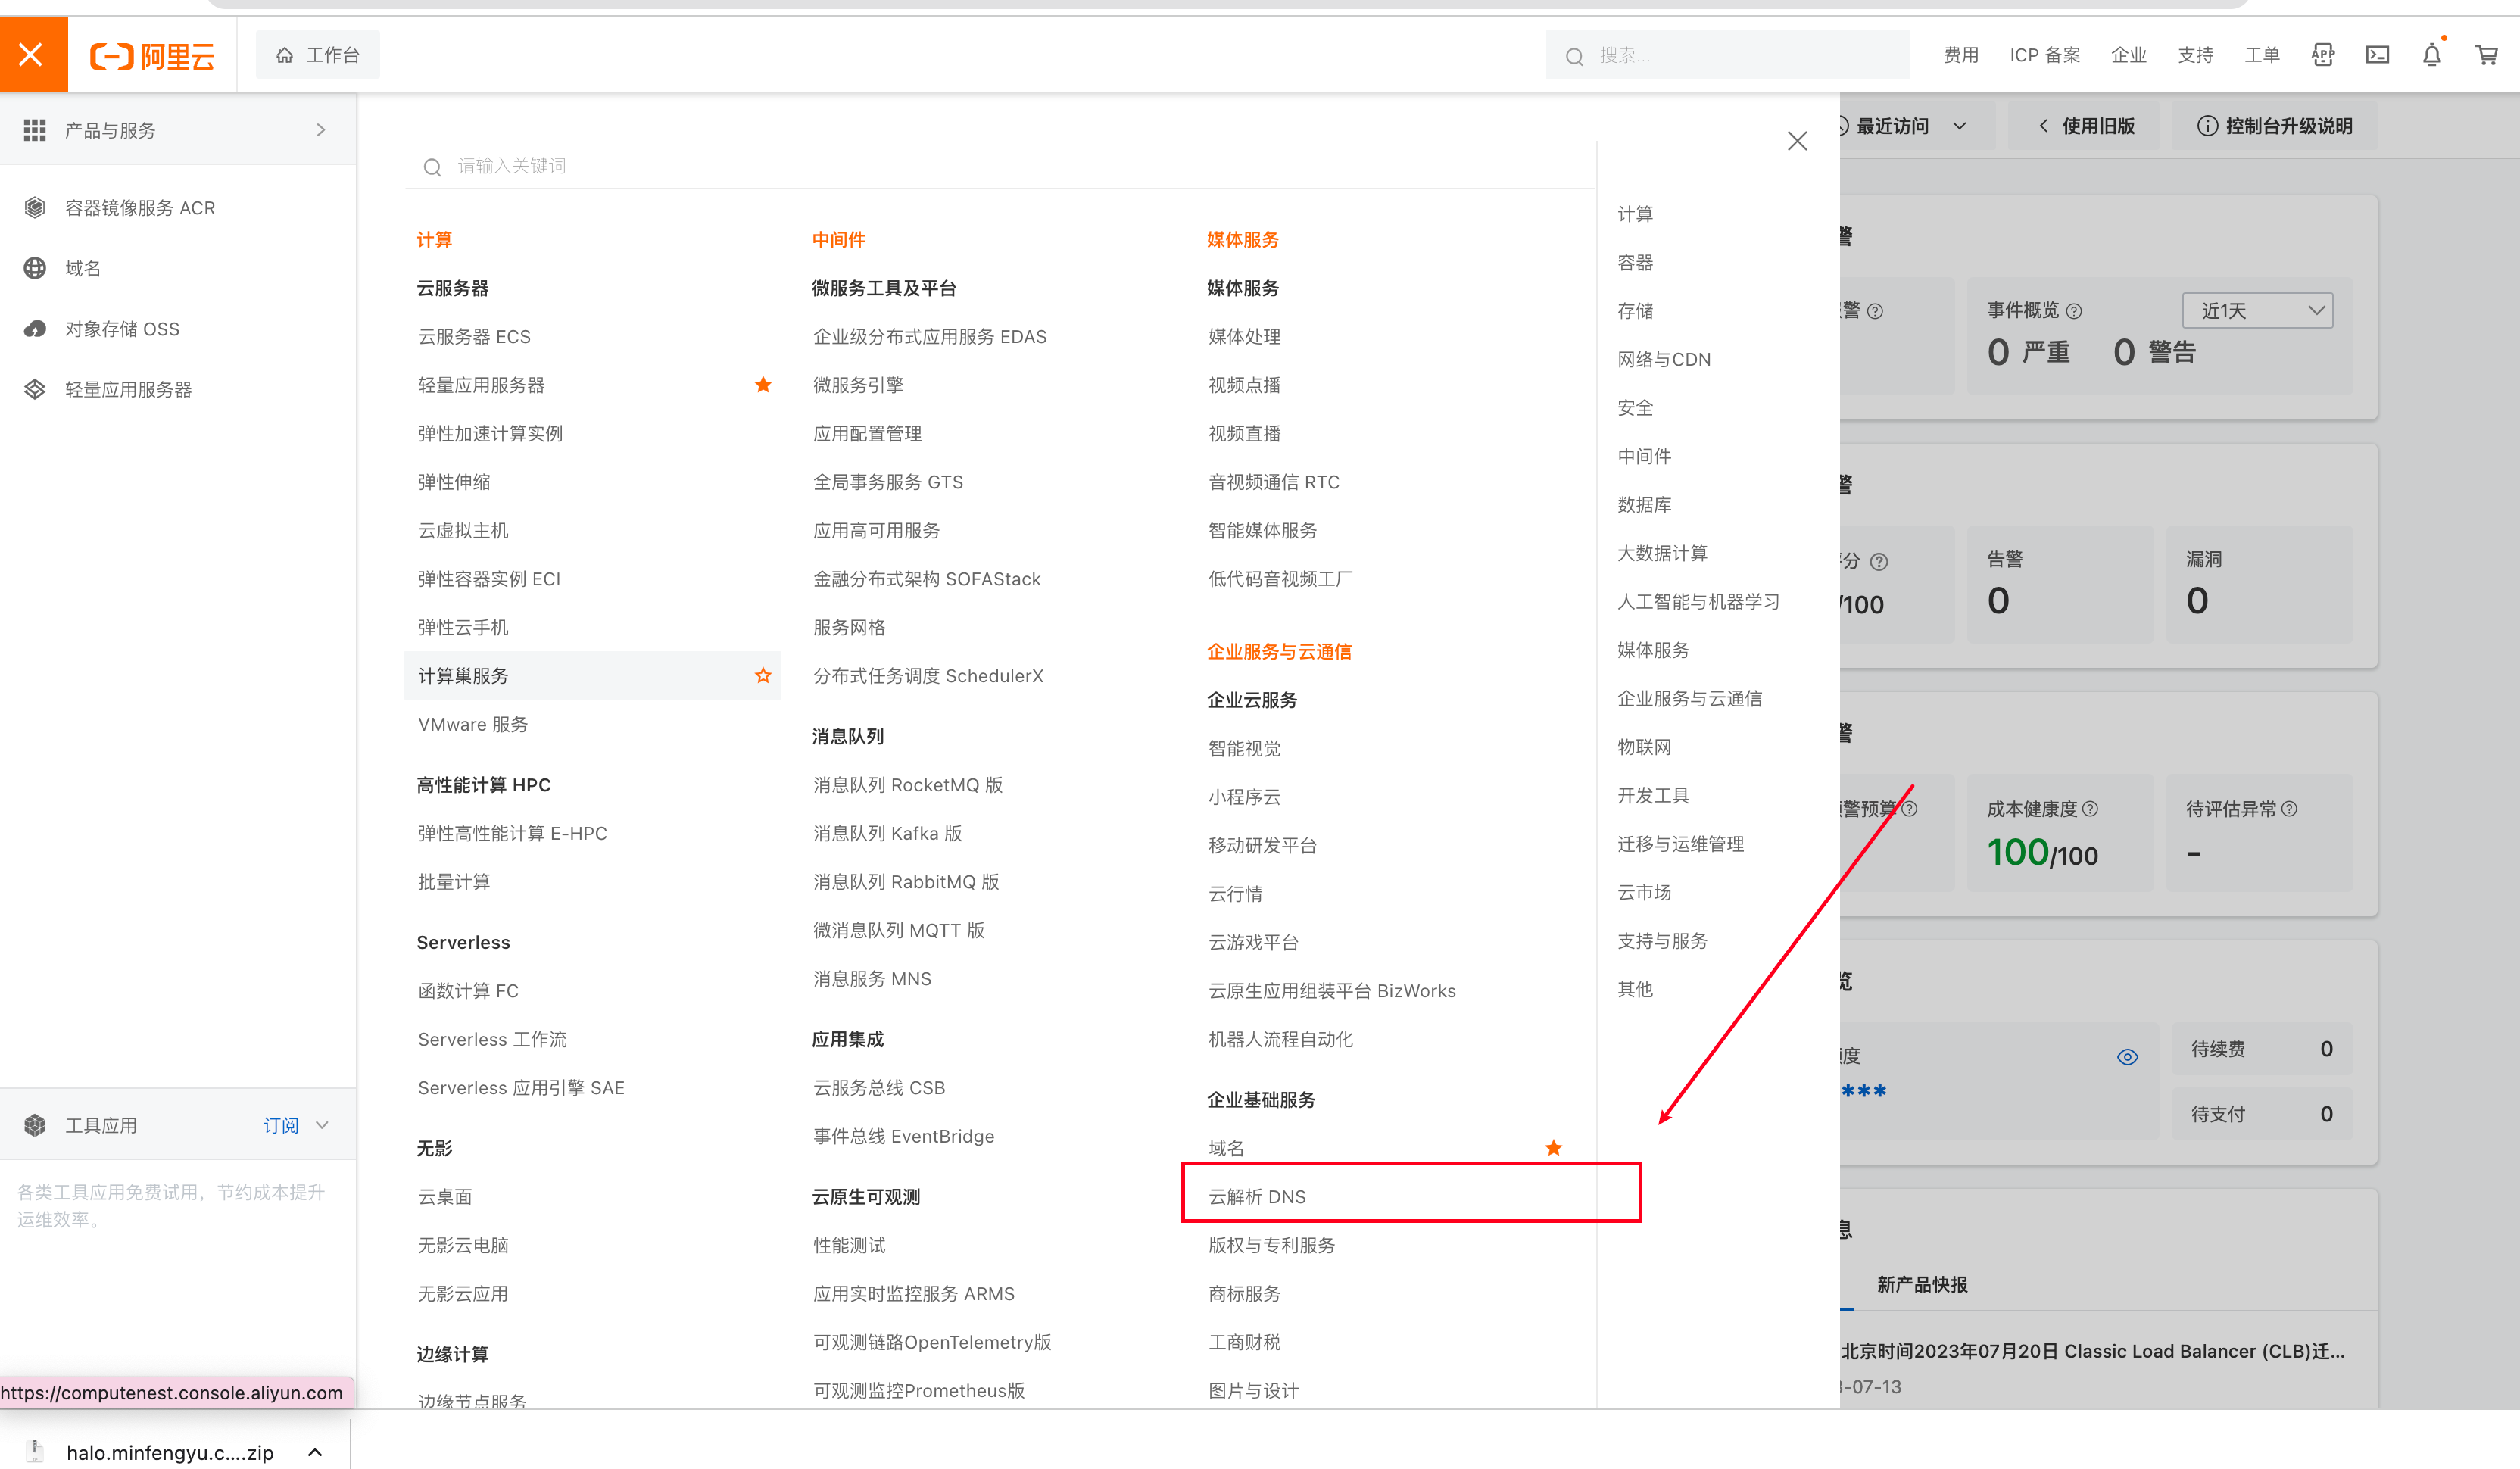 阿里云
工作台
搜索...
费用
ICP 备案
企业
支持
工单
产品与服务
容器镜像服务 ACR
域名
对象存储 OSS
轻量应用服务器
工具应用
订阅
各类工具应用免费试用，节约成本提升
运维效率。
请输入关键词
计算
云服务器
云服务器 ECS
轻量应用服务器
弹性加速计算实例
弹性伸缩
云虚拟主机
弹性容器实例 ECI
弹性云手机
计算巢服务
VMware 服务
高性能计算 HPC
弹性高性能计算 E-HPC
批量计算
Serverless
函数计算 FC
Serverless 工作流
Serverless 应用引擎 SAE
无影
云桌面
无影云电脑
无影云应用
边缘计算
边缘节点服务
中间件
微服务工具及平台
企业级分布式应用服务 EDAS
微服务引擎
应用配置管理
全局事务服务 GTS
应用高可用服务
金融分布式架构 SOFAStack
服务网格
分布式任务调度 SchedulerX
消息队列
消息队列 RocketMQ 版
消息队列 Kafka 版
消息队列 RabbitMQ 版
微消息队列 MQTT 版
消息服务 MNS
应用集成
云服务总线 CSB
事件总线 EventBridge
云原生可观测
性能测试
应用实时监控服务 ARMS
可观测链路OpenTelemetry版
可观测监控Prometheus版
媒体服务
媒体服务
媒体处理
视频点播
视频直播
音视频通信 RTC
智能媒体服务
低代码音视频工厂
企业服务与云通信
企业云服务
智能视觉
小程序云
移动研发平台
云行情
云游戏平台
云原生应用组装平台 BizWorks
机器人流程自动化
企业基础服务
域名
云解析 DNS
版权与专利服务
商标服务
工商财税
图片与设计
计算
容器
存储
网络与CDN
安全
中间件
数据库
大数据计算
人工智能与机器学习
媒体服务
企业服务与云通信
物联网
开发工具
迁移与运维管理
云市场
支持与服务
其他
最近访问
使用旧版
控制台升级说明
警
事件概览
近1天
0 严重
0 警告
分
/100
告警
0
漏洞
0
警预算
成本健康度
100/100
待评估异常
-
度
***
待续费
0
待支付
0
息
新产品快报
北京时间2023年07月20日 Classic Load Balancer (CLB)迁...
-07-13
https://computenest.console.aliyun.com
halo.minfengyu.c....zip